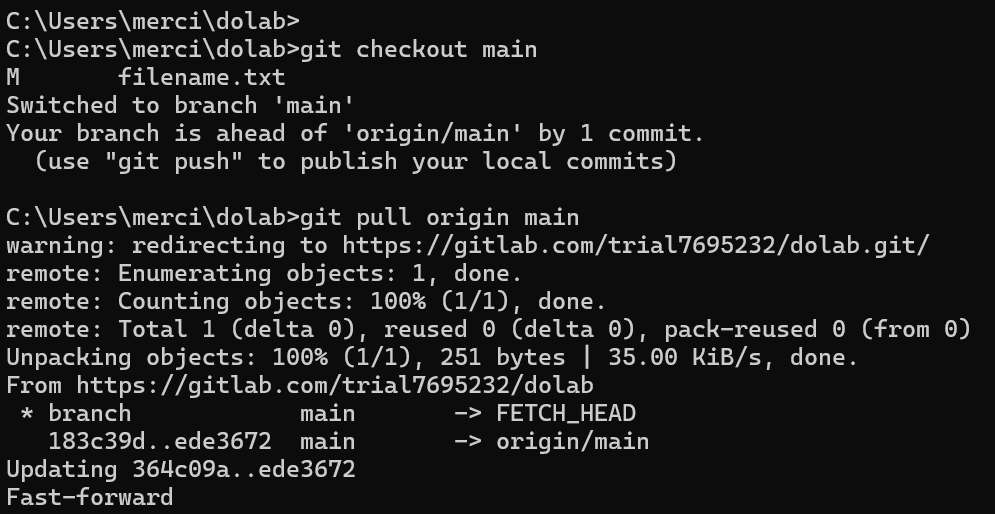 C:\Users\merci\dolab>
C:\Users\merci\dolab>git checkout main
M       filename.txt
Switched to branch 'main'
Your branch is ahead of 'origin/main' by 1 commit.
  (use "git push" to publish your local commits)

C:\Users\merci\dolab>git pull origin main
warning: redirecting to https://gitlab.com/trial7695232/dolab.git/
remote: Enumerating objects: 1, done.
remote: Counting objects: 100% (1/1), done.
remote: Total 1 (delta 0), reused 0 (delta 0), pack-reused 0 (from 0)
Unpacking objects: 100% (1/1), 251 bytes | 35.00 KiB/s, done.
From https://gitlab.com/trial7695232/dolab
 * branch            main       -> FETCH_HEAD
   183c39d..ede3672  main       -> origin/main
Updating 364c09a..ede3672
Fast-forward